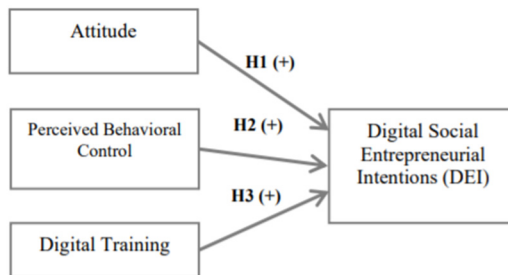 Attitude
H1 (+)
Perceived Behavioral
Control
H2 (+)
Digital Social
Entrepreneurial
Intentions (DEI)
H3 (+)
Digital Training